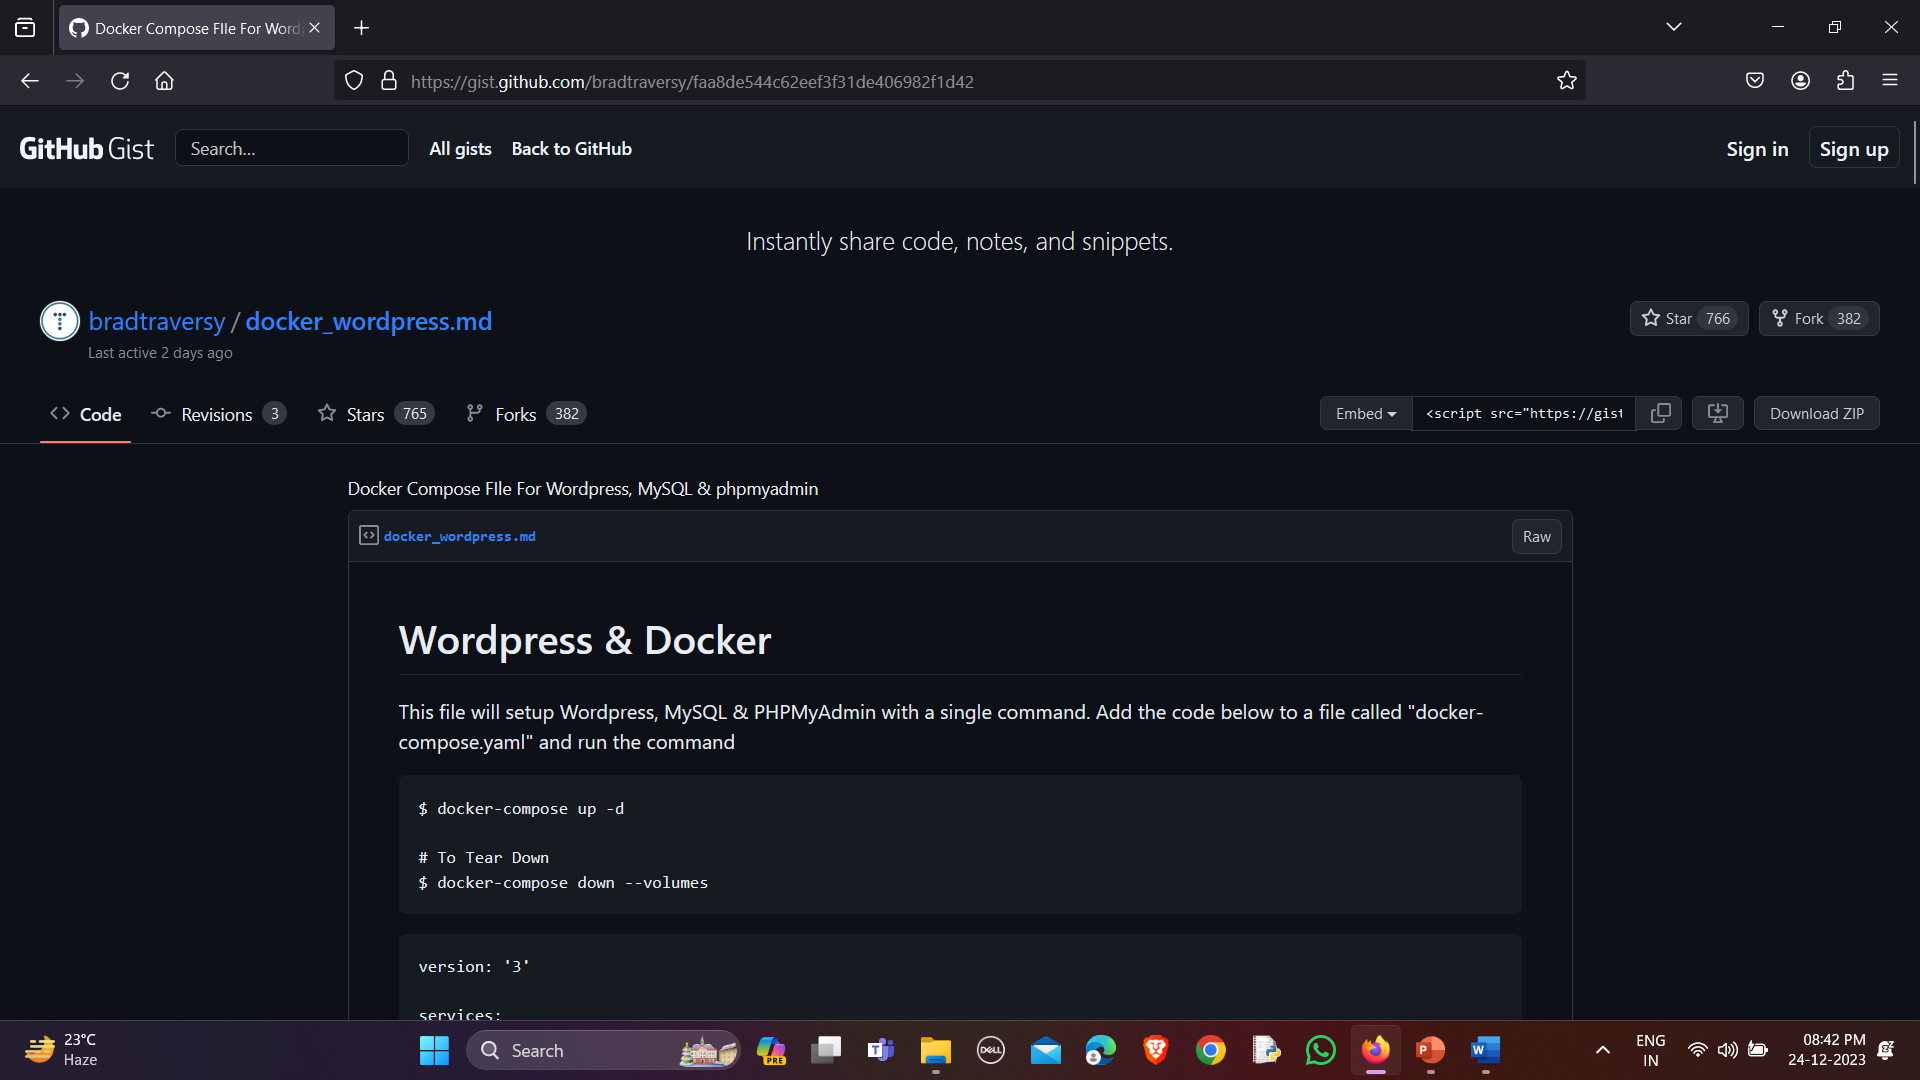 Docker Compose FIle For Word
https://gist.github.com/bradtraversy/faa8de544c62eef3f31de406982f1d42
GitHub Gist
Search...
All gists
Back to GitHub
Sign in
Sign up
Instantly share code, notes, and snippets.
bradtraversy / docker_wordpress.md
Last active 2 days ago
Star 766
Fork 382
Code
Revisions 3
Stars 765
Forks 382
Embed
<script src="https://gist
Download ZIP
Docker Compose FIle For Wordpress, MySQL & phpmyadmin
docker_wordpress.md
Raw
Wordpress & Docker
This file will setup Wordpress, MySQL & PHPMyAdmin with a single command. Add the code below to a file called "docker-
compose.yaml" and run the command
$ docker-compose up -d
# To Tear Down
$ docker-compose down --volumes
version: '3'
services:
23°C
Haze
Search
PRE
DELL
ENG
IN
08:42 PM
24-12-2023